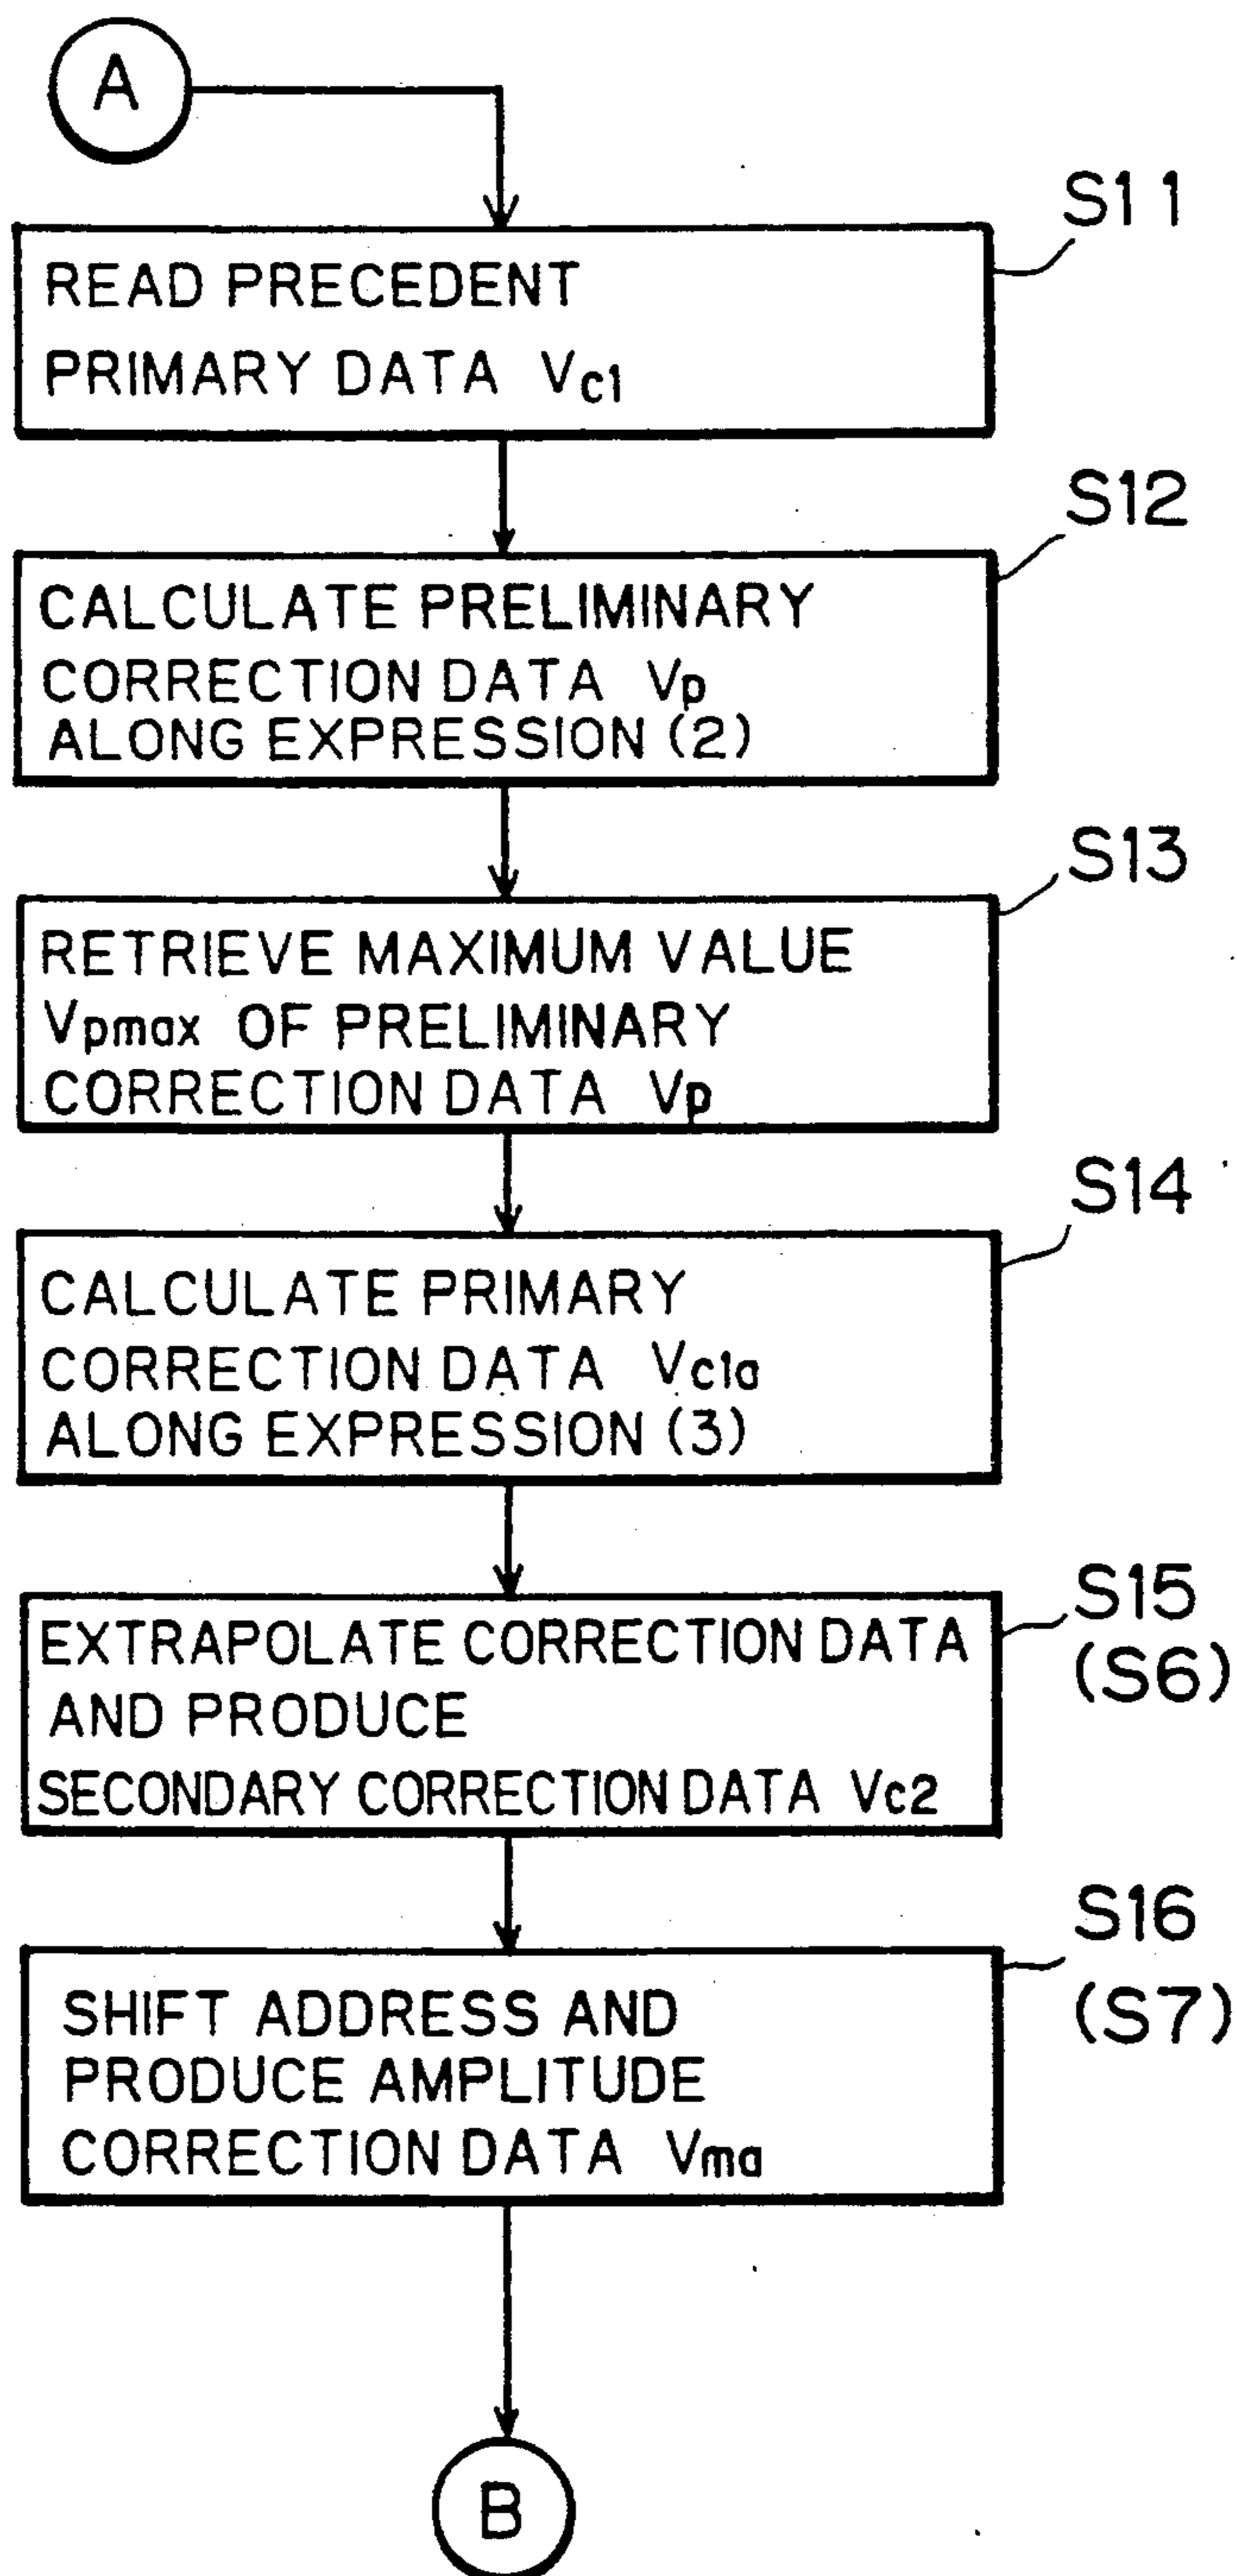 A
S11
READ PRECEDENT
PRIMARY DATA Vc1
S12
CALCULATE PRELIMINARY
CORRECTION DATA Vp
ALONG EXPRESSION (2)
S13
RETRIEVE MAXIMUM VALUE
Vpmax OF PRELIMINARY
CORRECTION DATA Vp
S14
CALCULATE PRIMARY
CORRECTION DATA Vc1a
ALONG EXPRESSION (3)
S15
(S6)
EXTRAPOLATE CORRECTION DATA
AND PRODUCE
SECONDARY CORRECTION DATA Vc2
S16
(S7)
SHIFT ADDRESS AND
PRODUCE AMPLITUDE
CORRECTION DATA Vma
B